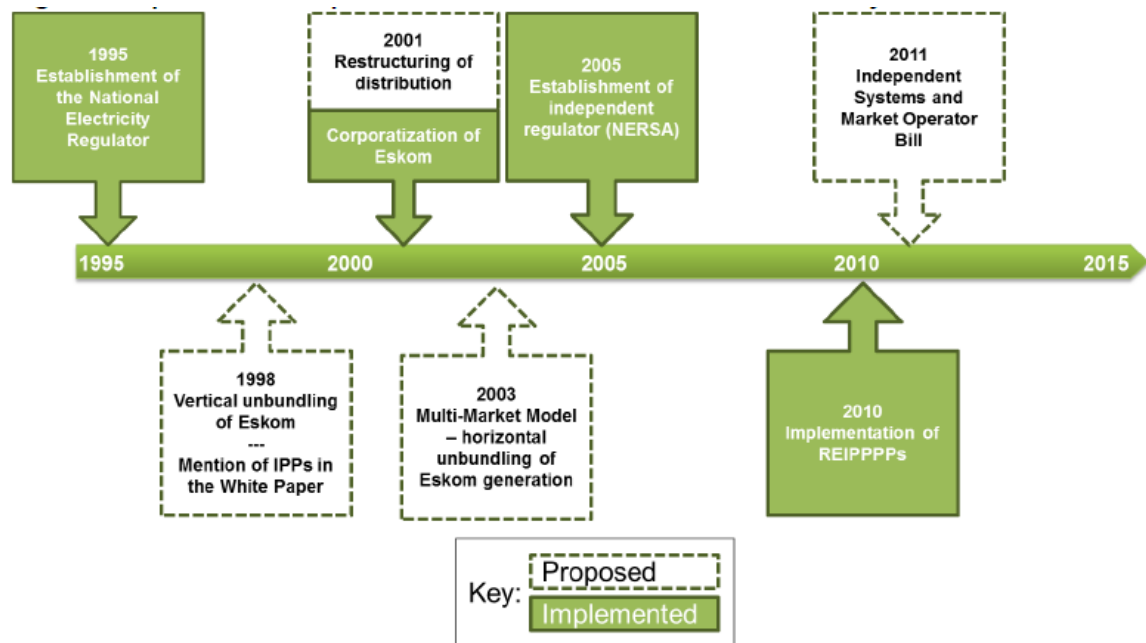 1995
Establishment of
the National
Electricity
Regulator
2001
Restructuring of
distribution
Corporatization of
Eskom
2005
Establishment of
independent
regulator (NERSA)
2011
Independent
Systems and
Market Operator
Bill
1995
2000
2005
2010
2015
1998
Vertical unbundling
of Eskom
---
Mention of IPPs in
the White Paper
2003
Multi-Market Model
– horizontal
unbundling of
Eskom generation
2010
Implementation of
REIPPPPs
Key:
Proposed
Implemented